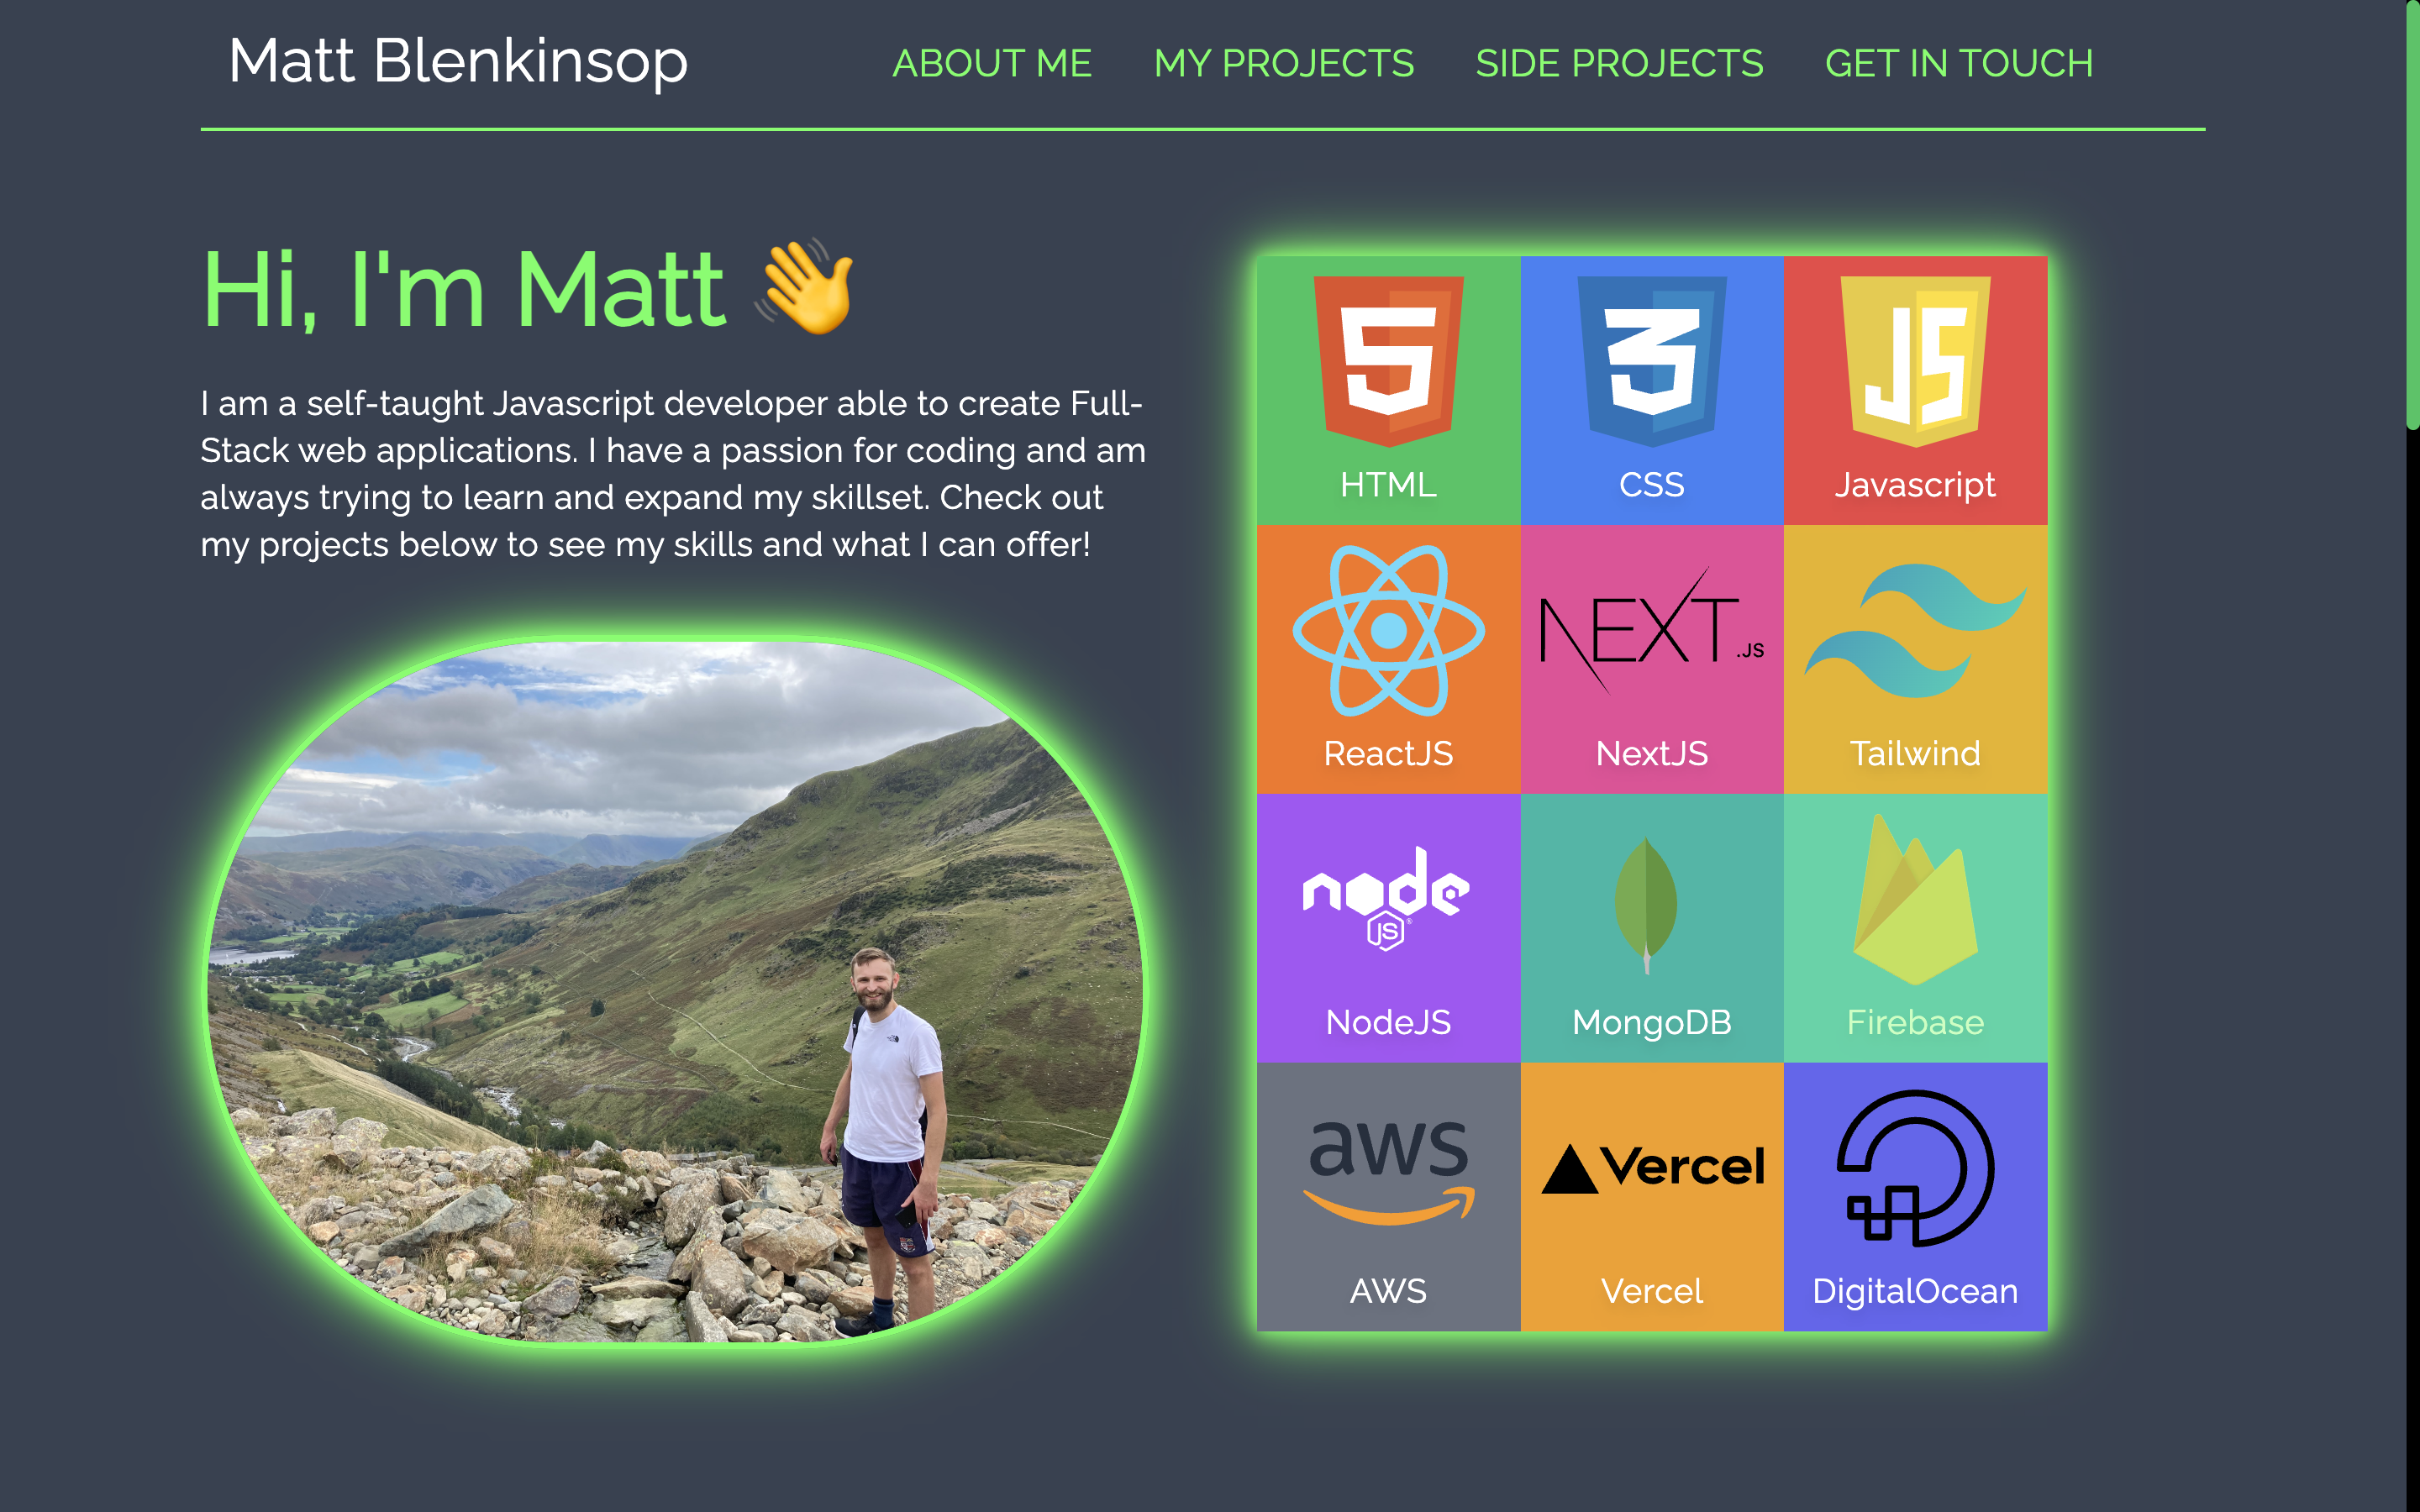 Matt Blenkinsop
ABOUT ME MY PROJECTS SIDE PROJECTS GET IN TOUCH
Hi, I'm Matt 👋
I am a self-taught Javascript developer able to create Full-
Stack web applications. I have a passion for coding and am
always trying to learn and expand my skillset. Check out
my projects below to see my skills and what I can offer!
5 3 JS
HTML CSS Javascript
NEXT.JS
ReactJS NextJS Tailwind
node
JS
NodeJS MongoDB Firebase
aws Vercel
AWS Vercel DigitalOcean